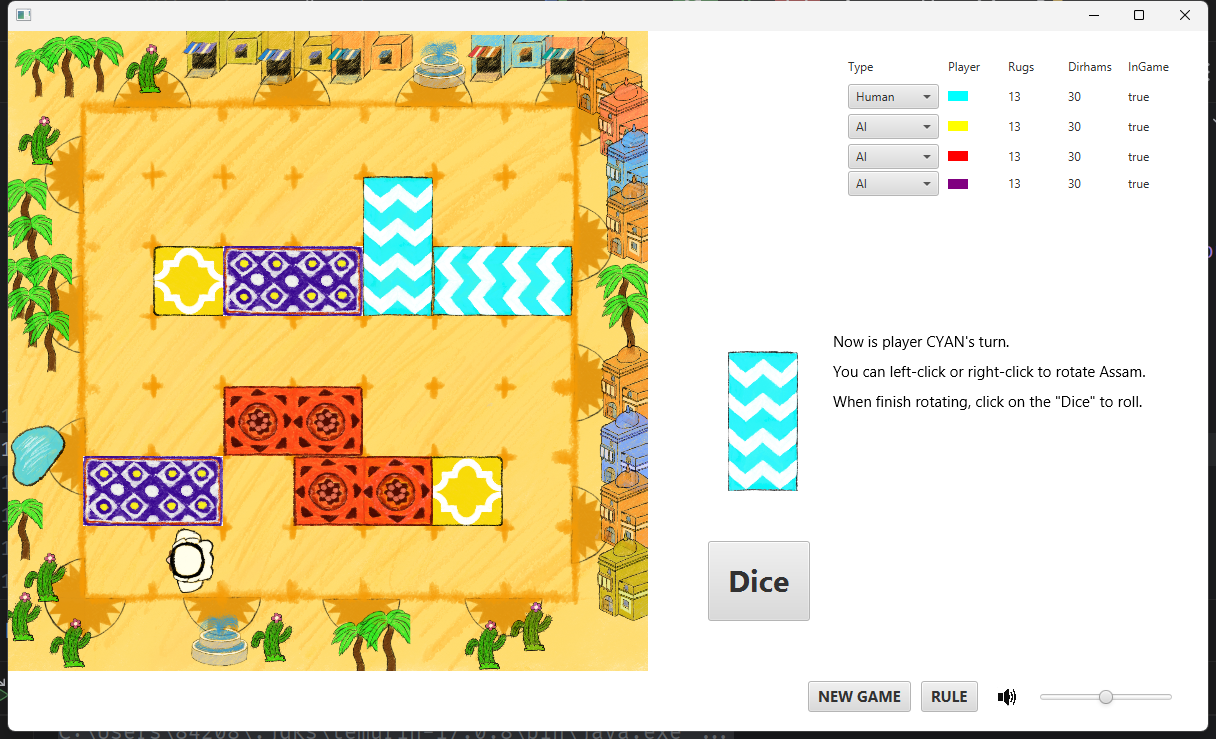 Type Player Rugs Dirhams InGame
Human 13 30 true
AI 13 30 true
AI 13 30 true
AI 13 30 true
Now is player CYAN's turn.
You can left-click or right-click to rotate Assam.
When finish rotating, click on the "Dice" to roll.
Dice
NEW GAME RULE